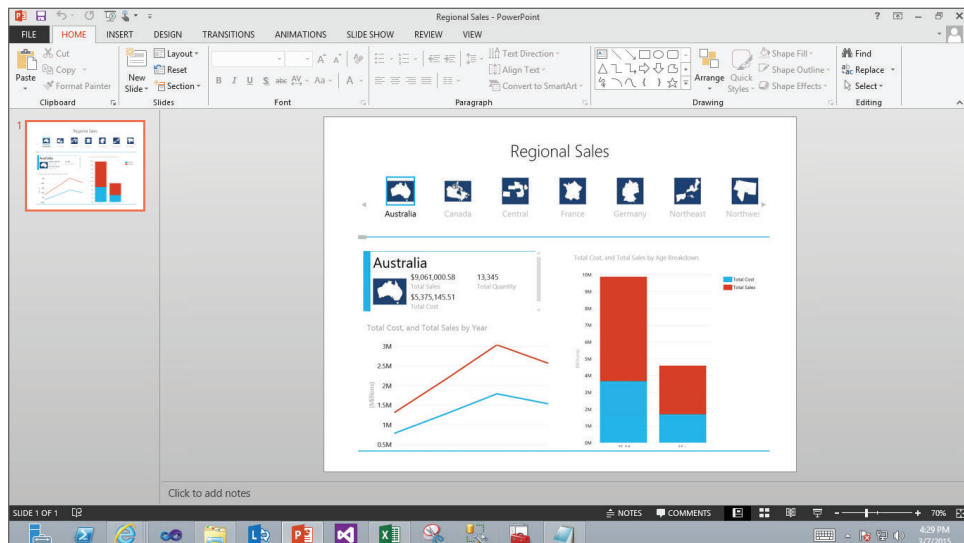 Regional Sales - PowerPoint
FILE HOME INSERT DESIGN TRANSITIONS ANIMATIONS SLIDE SHOW REVIEW VIEW
Paste
Cut
Copy
Format Painter
Clipboard
New Slide
Layout
Reset
Section
Slides
B I U S abc AV Aa A
Font
Text Direction
Align Text
Convert to SmartArt
Paragraph
Arrange
Quick Styles
Shape Fill
Shape Outline
Shape Effects
Drawing
Find
Replace
Select
Editing
1
Regional Sales
Australia Canada Central France Germany Northeast Northwes
Australia
$9,061,000.58 13,345
Total Sales Total Quantity
$5,375,145.51
Total Cost
Total Cost, and Total Sales by Year
(Millions)
3M
2.5M
2M
1.5M
1M
0.5M
Total Cost, and Total Sales by Age Breakdown
10M
9M
8M
7M
6M
5M
4M
3M
2M
1M
0M
Total Cost
Total Sales
Click to add notes
SLIDE 1 OF 1 NOTES COMMENTS 70%
4:29 PM
3/7/2015